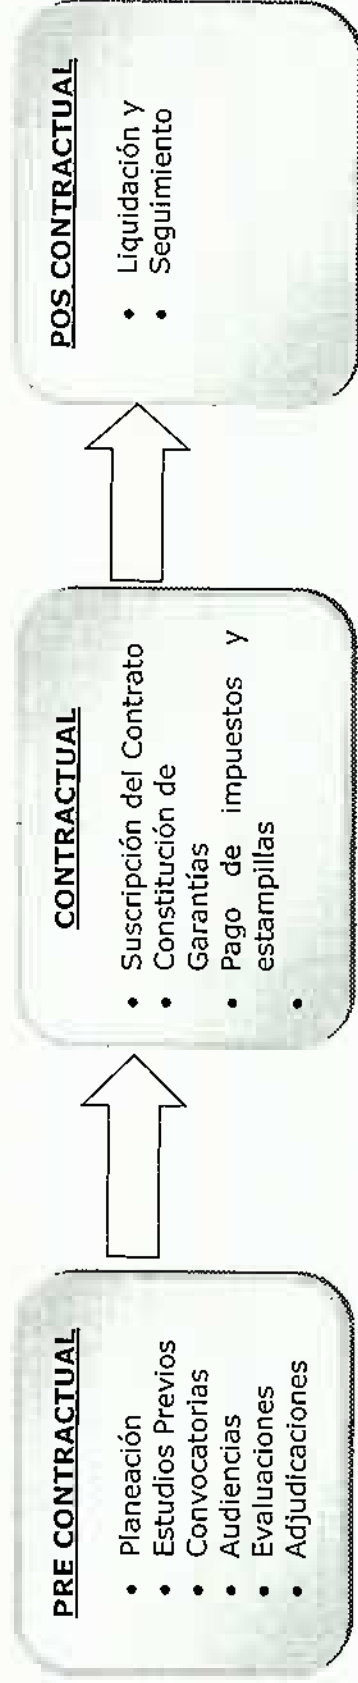 PRE CONTRACTUAL
• Planeación
• Estudios Previos
• Convocatorias
• Audiencias
• Evaluaciones
• Adjudicaciones
CONTRACTUAL
• Suscripción del Contrato
• Constitución de
Garantías
• Pago de impuestos y
estampillas
•
POS CONTRACTUAL
• Liquidación y
• Seguimiento